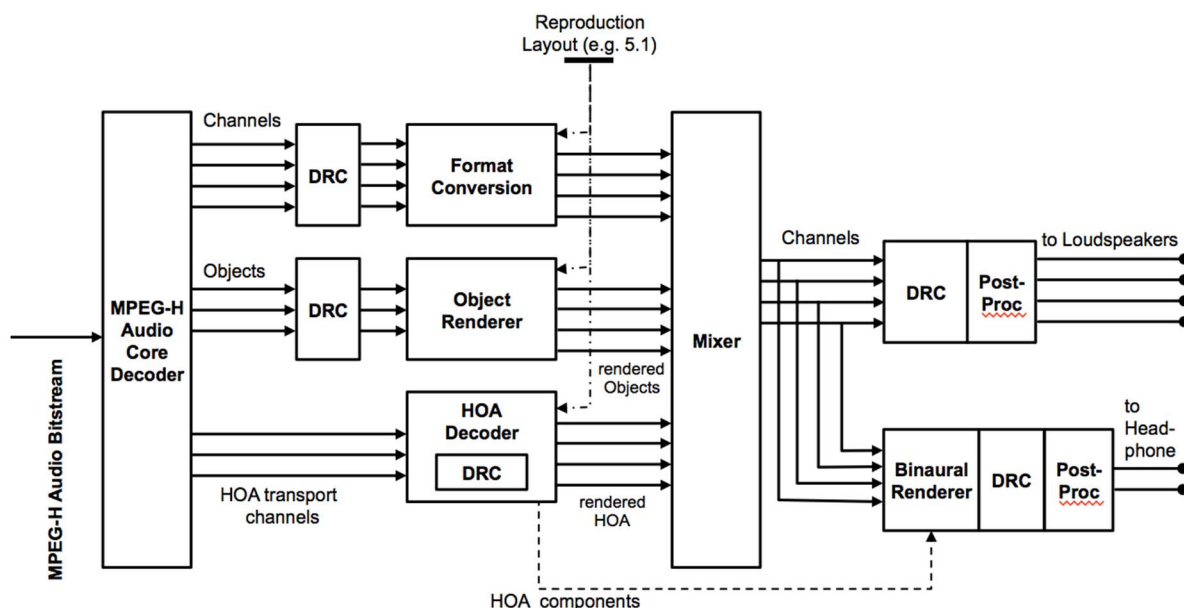 Reproduction
Layout (e.g. 5.1)
Channels
DRC
Format
Conversion
Objects
DRC
Object
Renderer
MPEG-H
Audio
Core
Decoder
MPEG-H Audio Bitstream
rendered
Objects
HOA
Decoder
DRC
HOA transport
channels
rendered
HOA
Mixer
Channels
to Loudspeakers
DRC
Post-
Proc
to
Head-
phone
Binaural
Renderer
DRC
Post-
Proc
HOA components